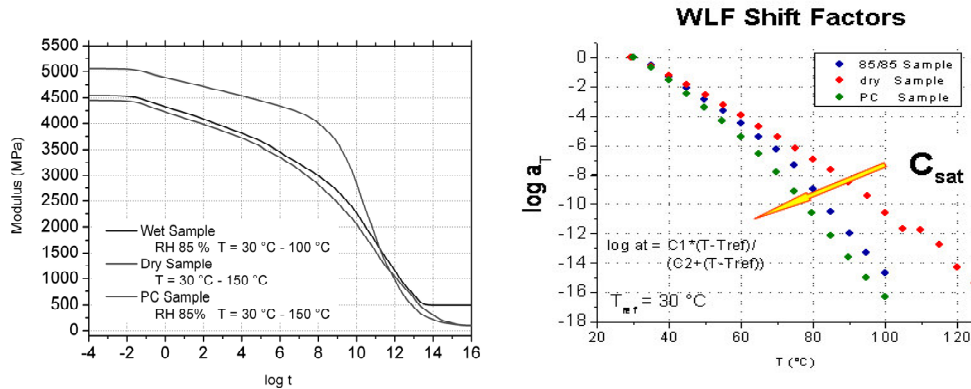 5500
5000
4500
4000
3500
3000
2500
2000
1500
1000
500
0
Modulus (MPa)
Wet Sample
RH 85 % T = 30 °C - 100 °C
Dry Sample
T = 30 °C - 150 °C
PC Sample
RH 85% T = 30 °C - 150 °C
-4 -2 0 2 4 6 8 10 12 14 16
log t
WLF Shift Factors
0
-2
-4
-6
-8
-10
-12
-14
-16
-18
log a_T
85/85 Sample
dry Sample
PC Sample
C_sat
log at = C1*(T-Tref)/
(C2+(T-Tref))
T_ref = 30 °C
20 40 60 80 100 120
T (°C)